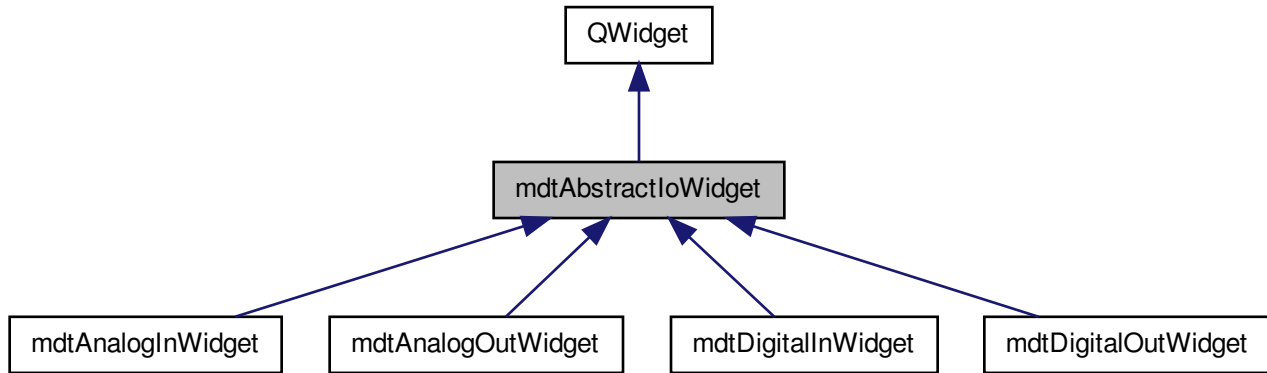 QWidget
mdtAbstractIoWidget
mdtAnalogInWidget
mdtAnalogOutWidget
mdtDigitalInWidget
mdtDigitalOutWidget